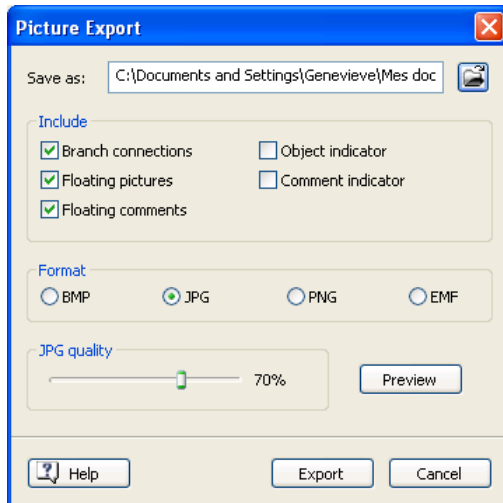 Picture Export
Save as: C:\Documents and Settings\Genevieve\Mes doc
Include
Branch connections Object indicator
Floating pictures Comment indicator
Floating comments
Format
BMP JPG PNG EMF
JPG quality
70% Preview
Help Export Cancel